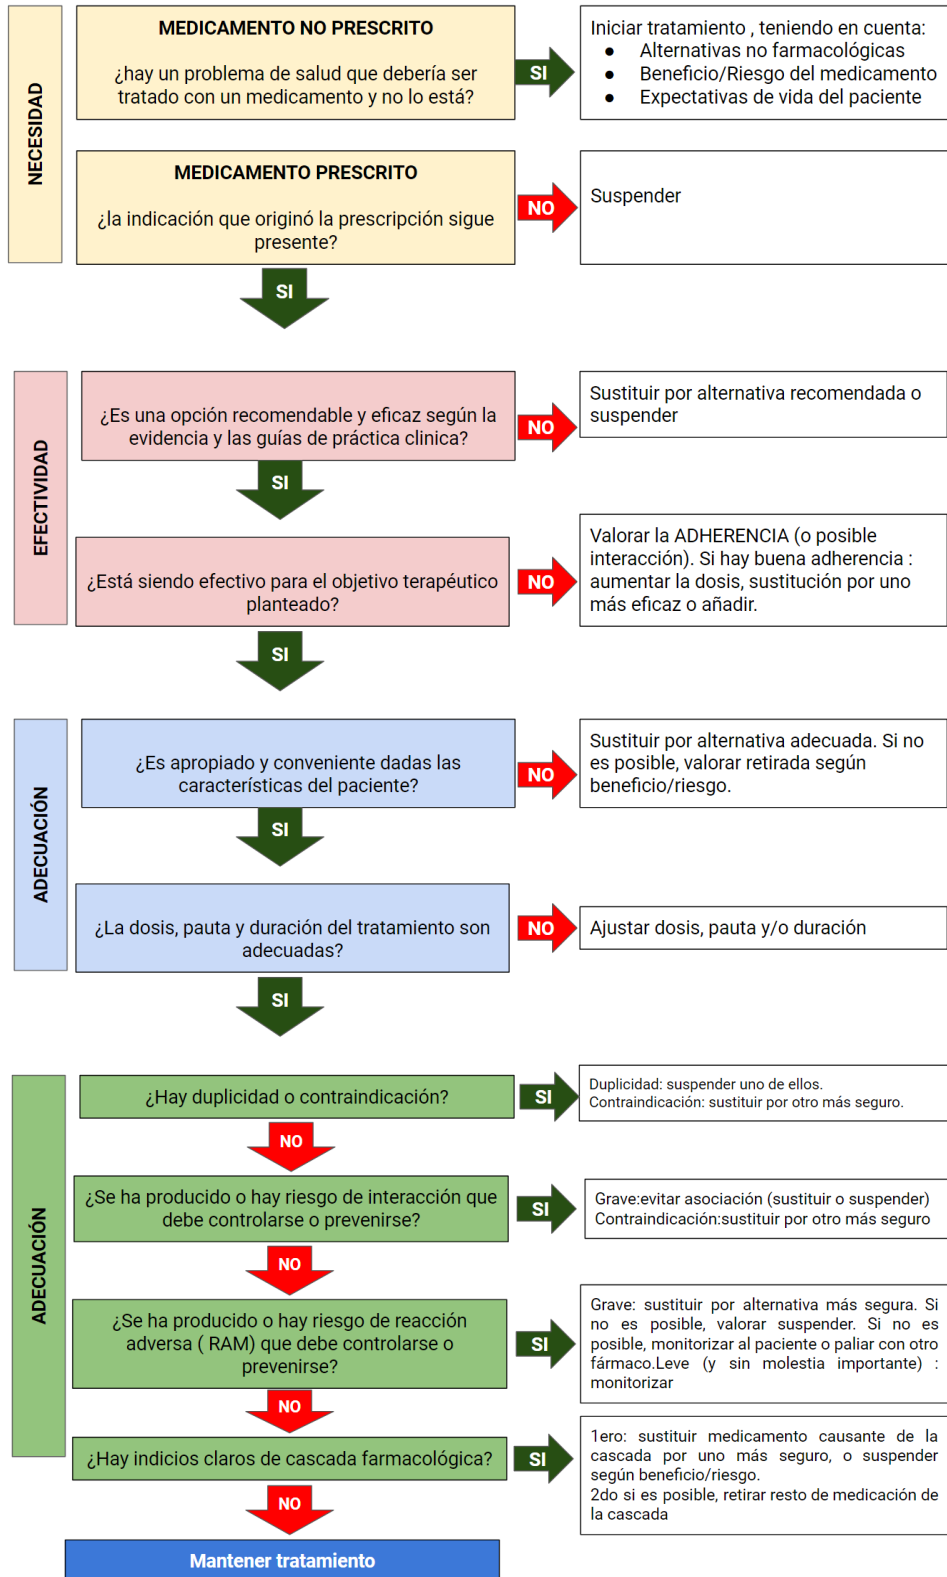 NECESIDAD
MEDICAMENTO NO PRESCRITO
¿hay un problema de salud que debería ser
tratado con un medicamento y no lo está?
SI
Iniciar tratamiento , teniendo en cuenta:
● Alternativas no farmacológicas
● Beneficio/Riesgo del medicamento
● Expectativas de vida del paciente
MEDICAMENTO PRESCRITO
¿la indicación que originó la prescripción sigue
presente?
NO
Suspender
SI
EFECTIVIDAD
¿Es una opción recomendable y eficaz según la
evidencia y las guías de práctica clinica?
NO
Sustituir por alternativa recomendada o
suspender
SI
¿Está siendo efectivo para el objetivo terapéutico
planteado?
NO
Valorar la ADHERENCIA (o posible
interacción). Si hay buena adherencia :
aumentar la dosis, sustitución por uno
más eficaz o añadir.
SI
ADECUACIÓN
¿Es apropiado y conveniente dadas las
características del paciente?
NO
Sustituir por alternativa adecuada. Si no
es posible, valorar retirada según
beneficio/riesgo.
SI
¿La dosis, pauta y duración del tratamiento son
adecuadas?
NO
Ajustar dosis, pauta y/o duración
SI
ADECUACIÓN
¿Hay duplicidad o contraindicación?
SI
Duplicidad: suspender uno de ellos.
Contraindicación: sustituir por otro más seguro.
NO
¿Se ha producido o hay riesgo de interacción que
debe controlarse o prevenirse?
SI
Grave:evitar asociación (sustituir o suspender)
Contraindicación:sustituir por otro más seguro
NO
¿Se ha producido o hay riesgo de reacción
adversa ( RAM) que debe controlarse o
prevenirse?
SI
Grave: sustituir por alternativa más segura. Si
no es posible, valorar suspender. Si no es
posible, monitorizar al paciente o paliar con otro
fármaco.Leve (y sin molestia importante) :
monitorizar
NO
¿Hay indicios claros de cascada farmacológica?
SI
1ero: sustituir medicamento causante de la
cascada por uno más seguro, o suspender
según beneficio/riesgo.
2do si es posible, retirar resto de medicación de
la cascada
NO
Mantener tratamiento